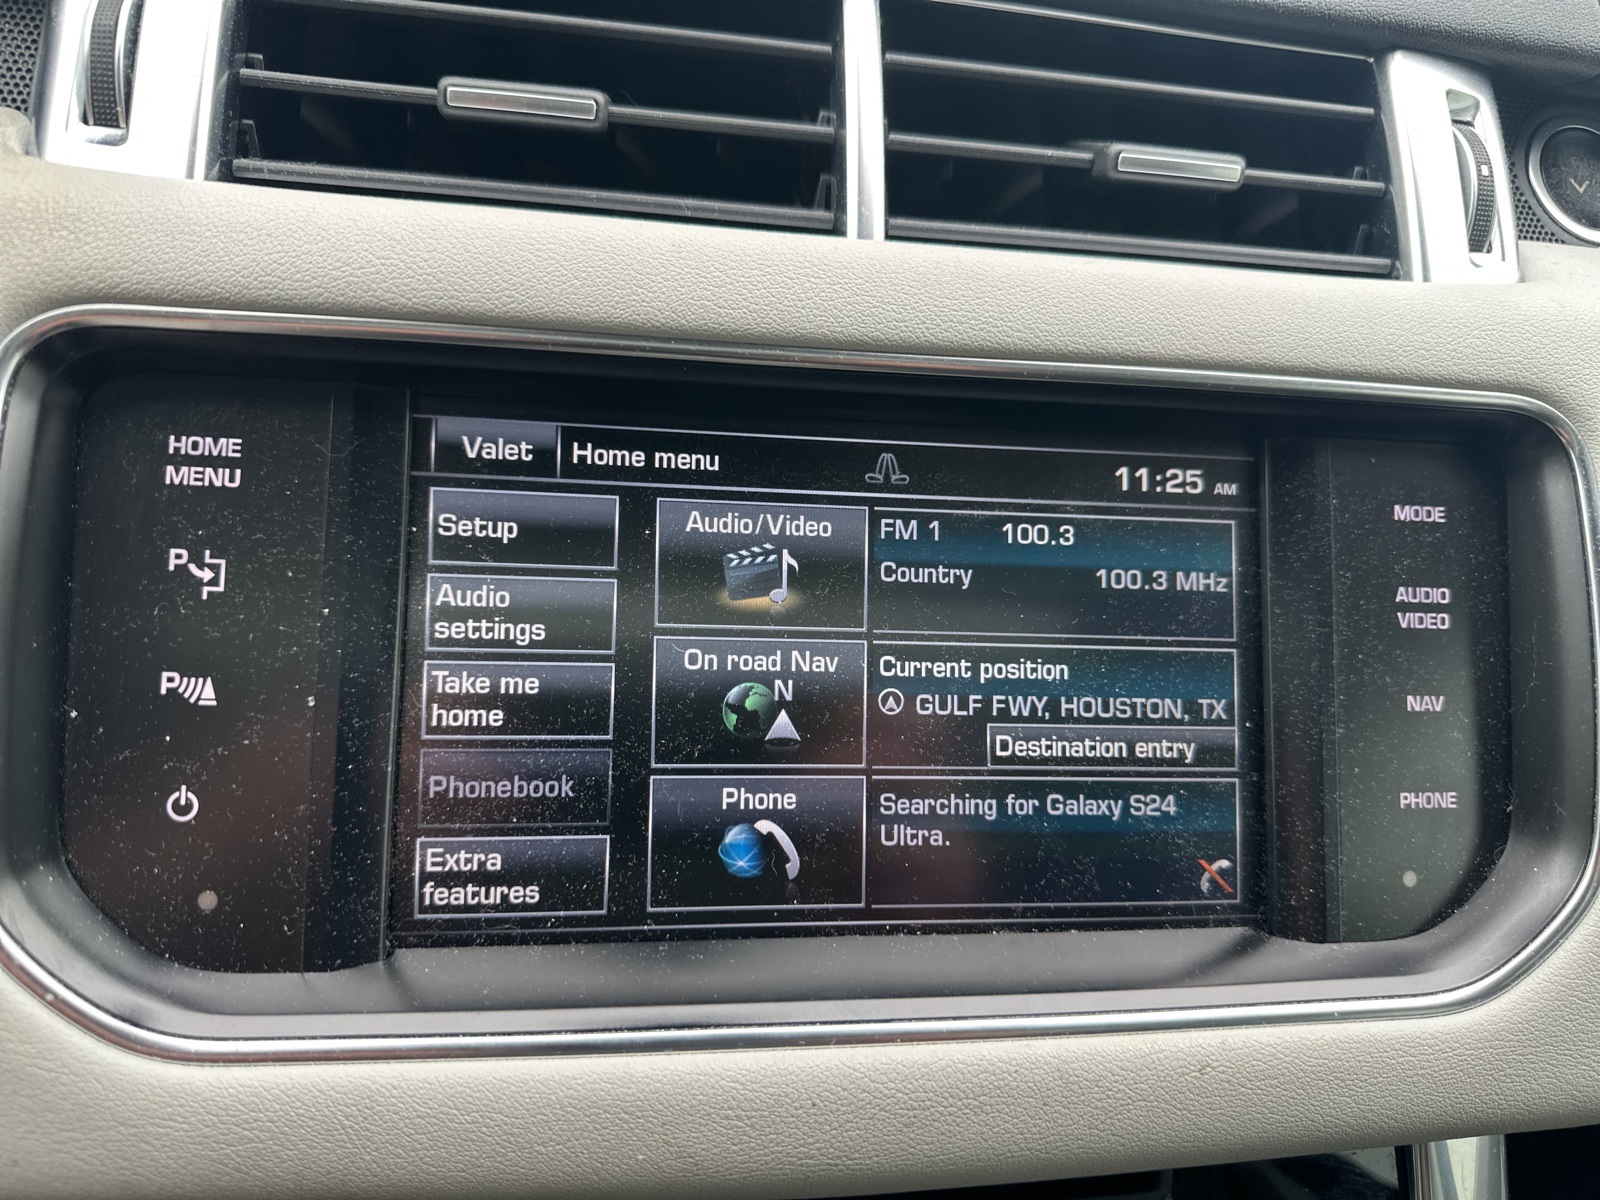 HOME
MENU
P
P
Valet
Home menu
11:25 AM
Setup
Audio
settings
Take me
home
Phonebook
Extra
features
Audio/Video
On road Nav
N
Phone
FM 1 100.3
Country 100.3 MHz
Current position
GULF FWY, HOUSTON, TX
Destination entry
Searching for Galaxy S24
Ultra.
MODE
AUDIO
VIDEO
NAV
PHONE